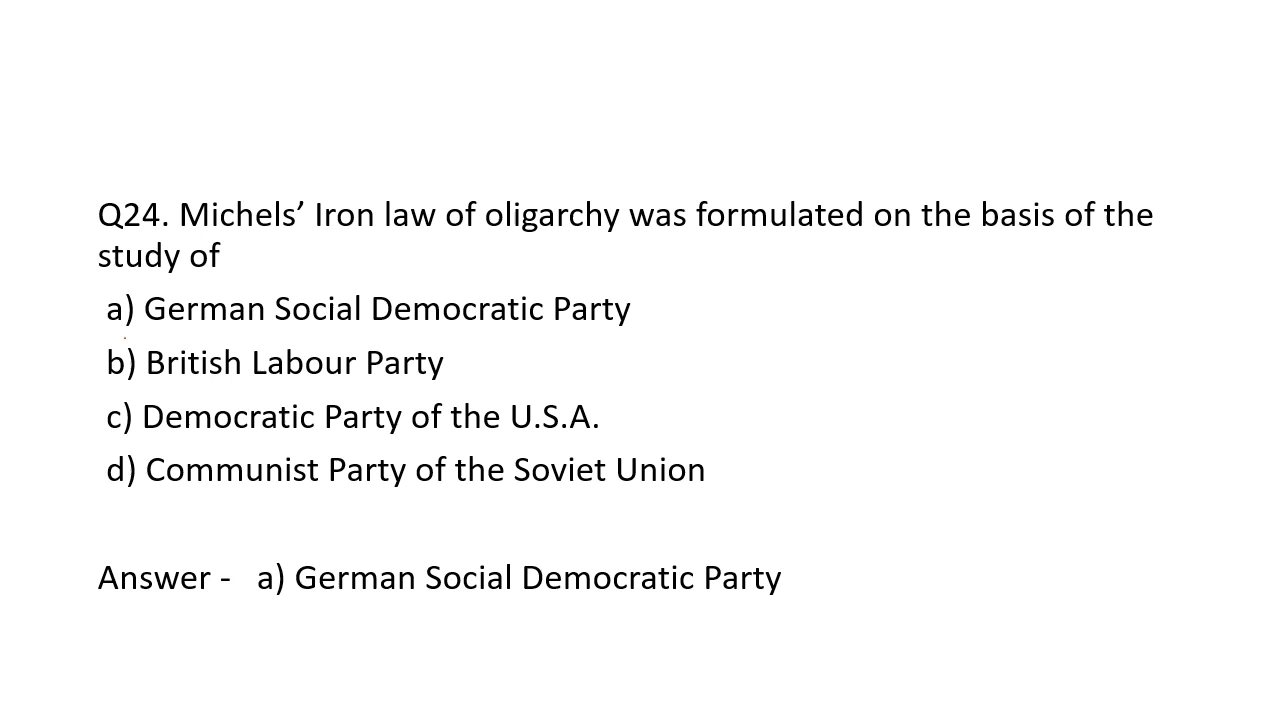 Q24. Michels’ Iron law of oligarchy was formulated on the basis of the
study of
a) German Social Democratic Party
b) British Labour Party
c) Democratic Party of the U.S.A.
d) Communist Party of the Soviet Union
Answer - a) German Social Democratic Party